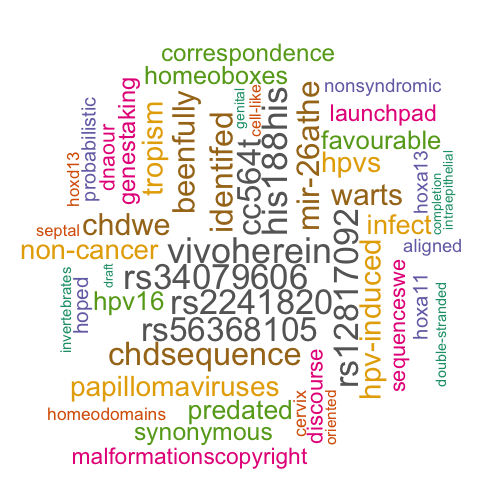 correspondence
homeoboxes
nonsyndromic
launchpad
favourable
hpvs
warts
infect
aligned
hoxd13
probabilistic
dnaour
genestaking
tropism
beenfully
identifed
genital
cell-like
cc564t
his188his
mir-26athe
hoxa13
completion
intraepithelial
septal
chdwe
non-cancer
vivoherein
rs34079606
rs2241820
rs56368105
rs12817092
hpv-induced
sequenceswe
hoxa11
double-stranded
invertebrates
hoped
draft
hpv16
chdsequence
papillomaviruses
homeodomains
predated
synonymous
cervix
discourse
oriented
malformationscopyright